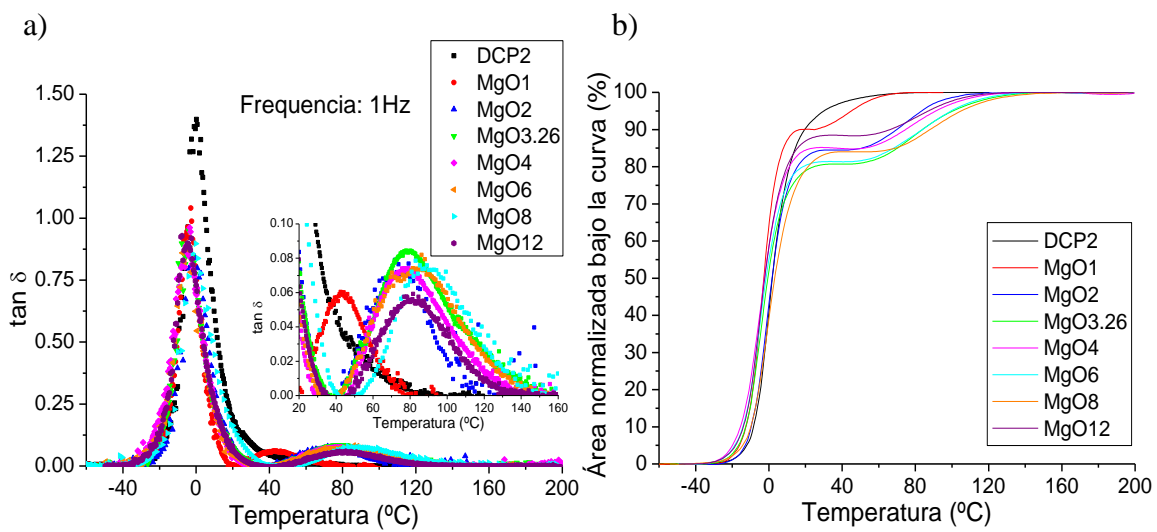 a)
Frequencia: 1Hz
DCP2
MgO1
MgO2
MgO3.26
MgO4
MgO6
MgO8
MgO12
1.50
1.25
1.00
0.75
0.50
0.25
0.00
tan δ
-40 0 40 80 120 160 200
Temperatura (ºC)
0.10
0.08
0.06
0.04
0.02
0.00
tan δ
20 40 60 80 100 120 140 160
Temperatura (ºC)
b)
100
90
80
70
60
50
40
30
20
10
0
Área normalizada bajo la curva (%)
DCP2
MgO1
MgO2
MgO3.26
MgO4
MgO6
MgO8
MgO12
-40 0 40 80 120 160 200
Temperatura (ºC)